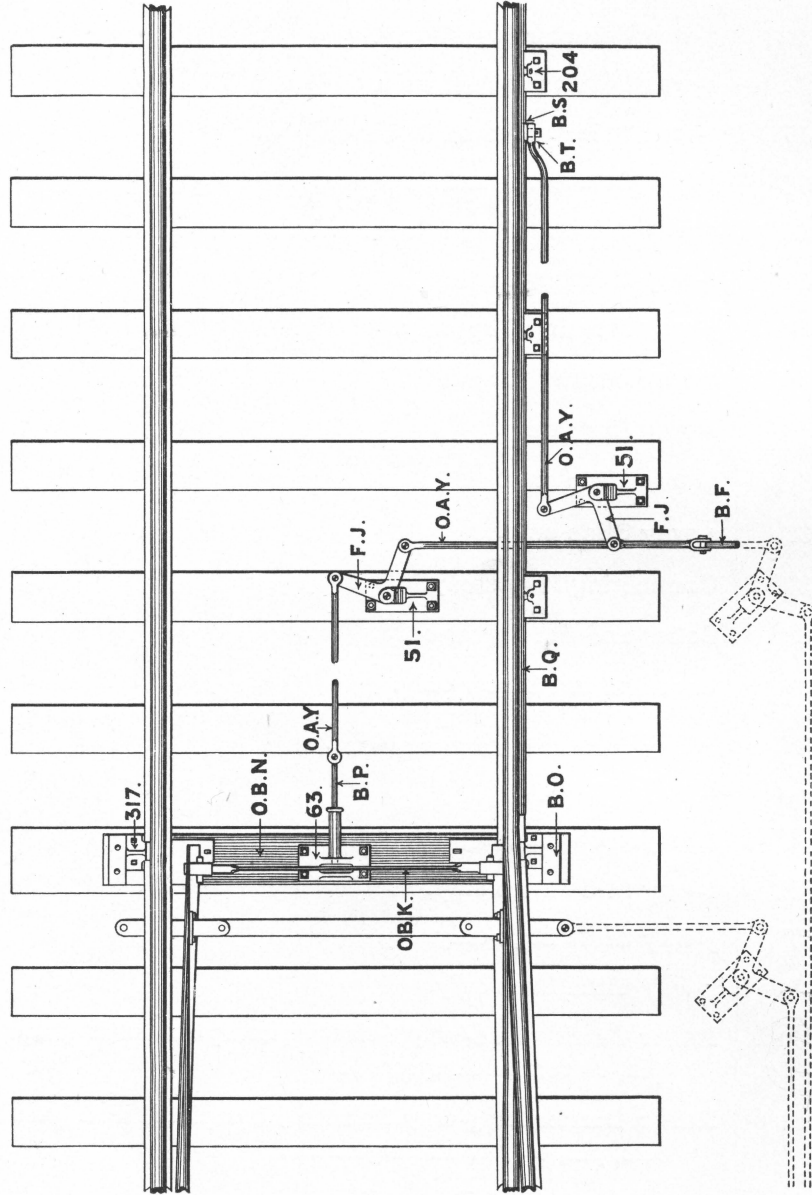 204
B.S
B.T.
O.A.Y.
51.
F.J
B.F.
O.A.Y.
F.J.
51.
B.Q.
O.A.Y
B.P.
O.B.N.
63.
317.
B.O.
O.B.K.